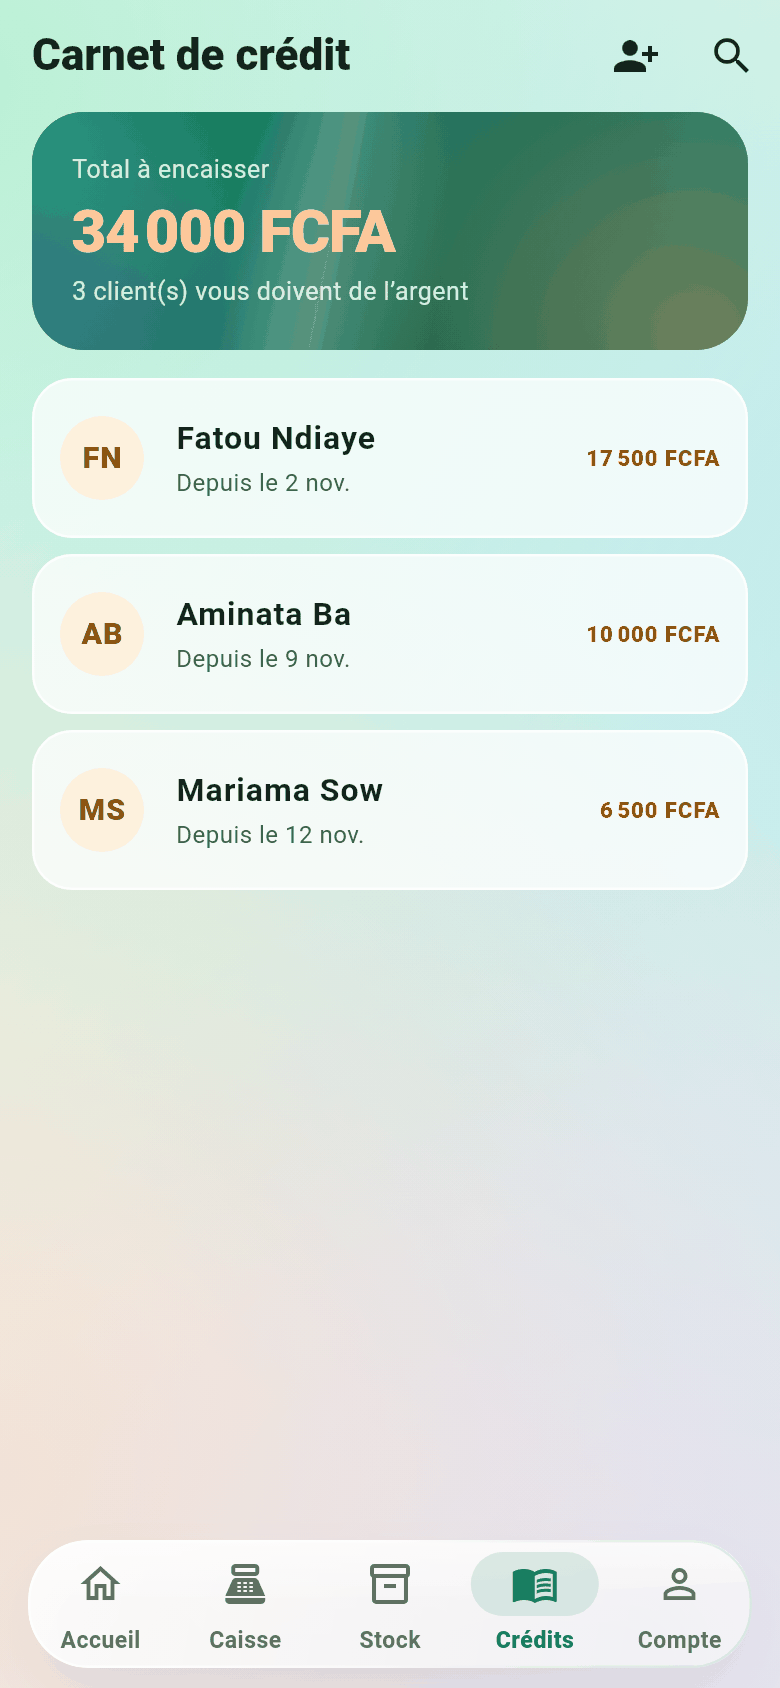 Carnet de crédit
Total à encaisser
34 000 FCFA
3 client(s) vous doivent de l’argent
FN
Fatou Ndiaye
Depuis le 2 nov.
17 500 FCFA
AB
Aminata Ba
Depuis le 9 nov.
10 000 FCFA
MS
Mariama Sow
Depuis le 12 nov.
6 500 FCFA
Accueil
Caisse
Stock
Crédits
Compte